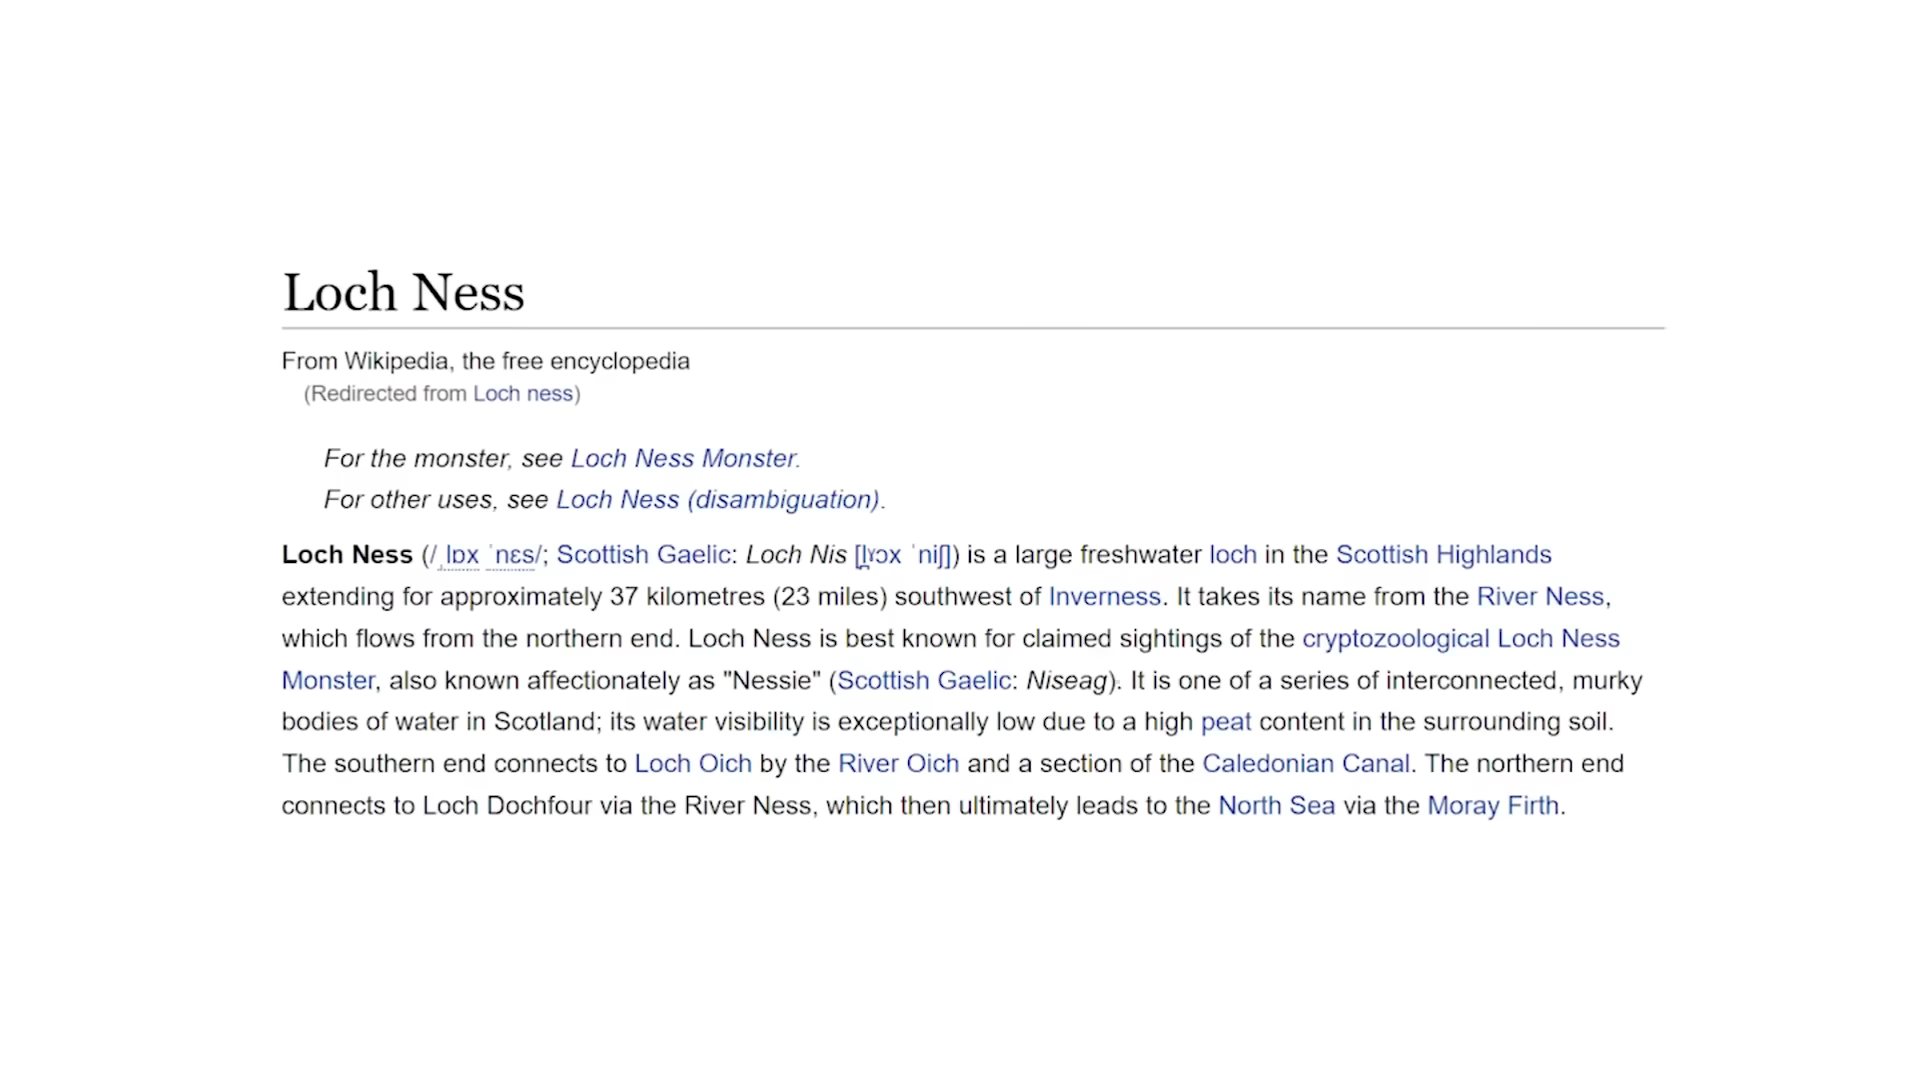 Loch Ness
From Wikipedia, the free encyclopedia
(Redirected from Loch ness)
For the monster, see Loch Ness Monster.
For other uses, see Loch Ness (disambiguation).
Loch Ness (/ˌlɒx ˈnɛs/; Scottish Gaelic: Loch Nis [l̪ˠɔx ˈniʃ]) is a large freshwater loch in the Scottish Highlands
extending for approximately 37 kilometres (23 miles) southwest of Inverness. It takes its name from the River Ness,
which flows from the northern end. Loch Ness is best known for claimed sightings of the cryptozoological Loch Ness
Monster, also known affectionately as "Nessie" (Scottish Gaelic: Niseag). It is one of a series of interconnected, murky
bodies of water in Scotland; its water visibility is exceptionally low due to a high peat content in the surrounding soil.
The southern end connects to Loch Oich by the River Oich and a section of the Caledonian Canal. The northern end
connects to Loch Dochfour via the River Ness, which then ultimately leads to the North Sea via the Moray Firth.